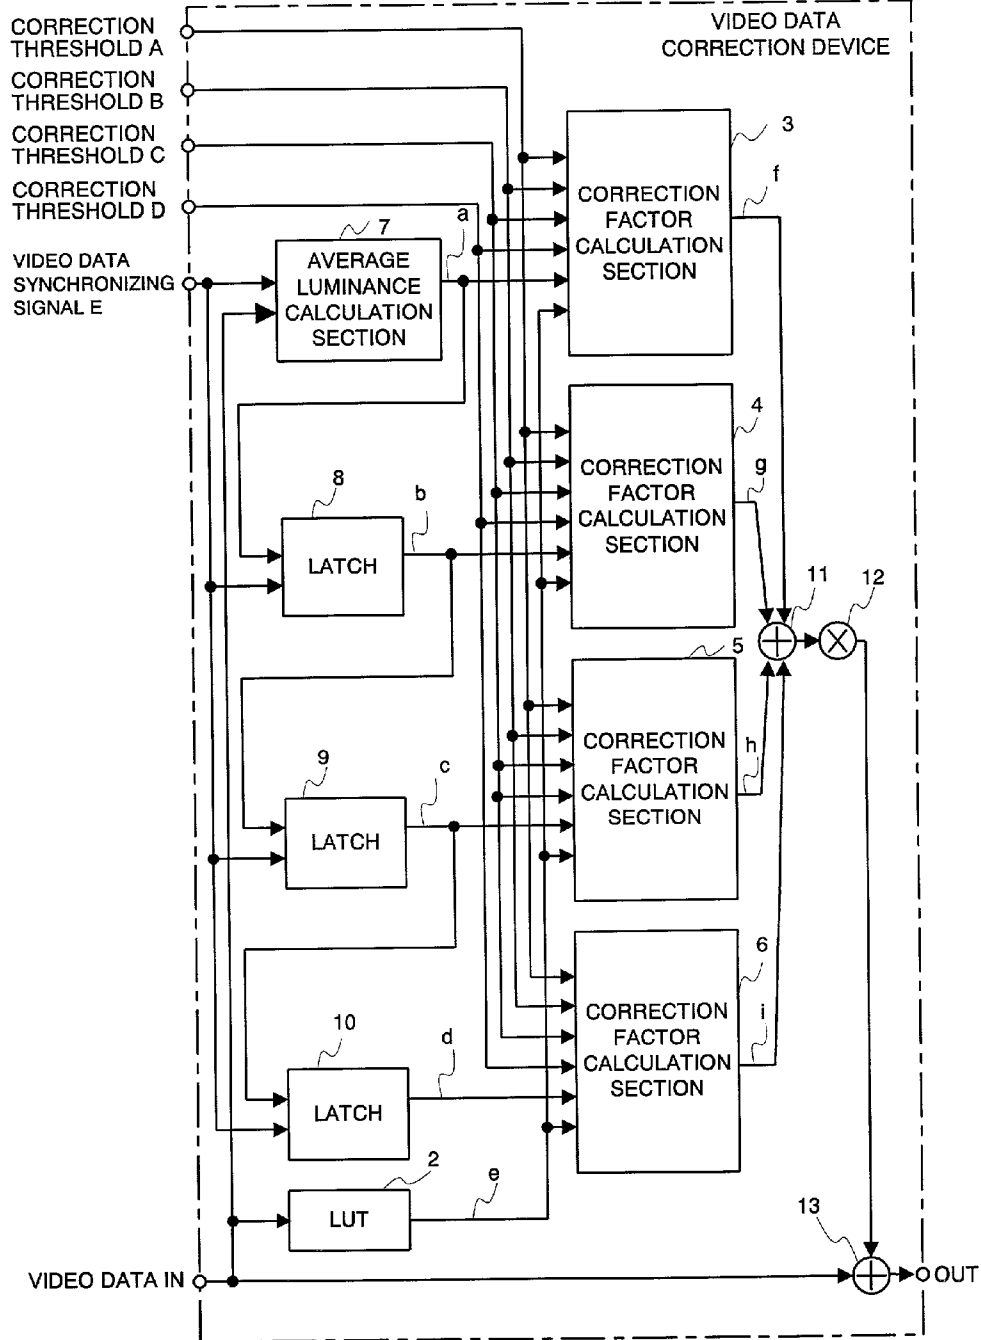 CORRECTION
THRESHOLD A
VIDEO DATA
CORRECTION DEVICE
CORRECTION
THRESHOLD B
CORRECTION
THRESHOLD C
CORRECTION
THRESHOLD D
VIDEO DATA
SYNCHRONIZING
SIGNAL E
7
AVERAGE
LUMINANCE
CALCULATION
SECTION
a
3
CORRECTION
FACTOR
CALCULATION
SECTION
f
8
LATCH
b
4
CORRECTION
FACTOR
CALCULATION
SECTION
g
11
12
9
LATCH
c
5
CORRECTION
FACTOR
CALCULATION
SECTION
h
10
LATCH
d
6
CORRECTION
FACTOR
CALCULATION
SECTION
i
2
LUT
e
13
VIDEO DATA IN
OUT